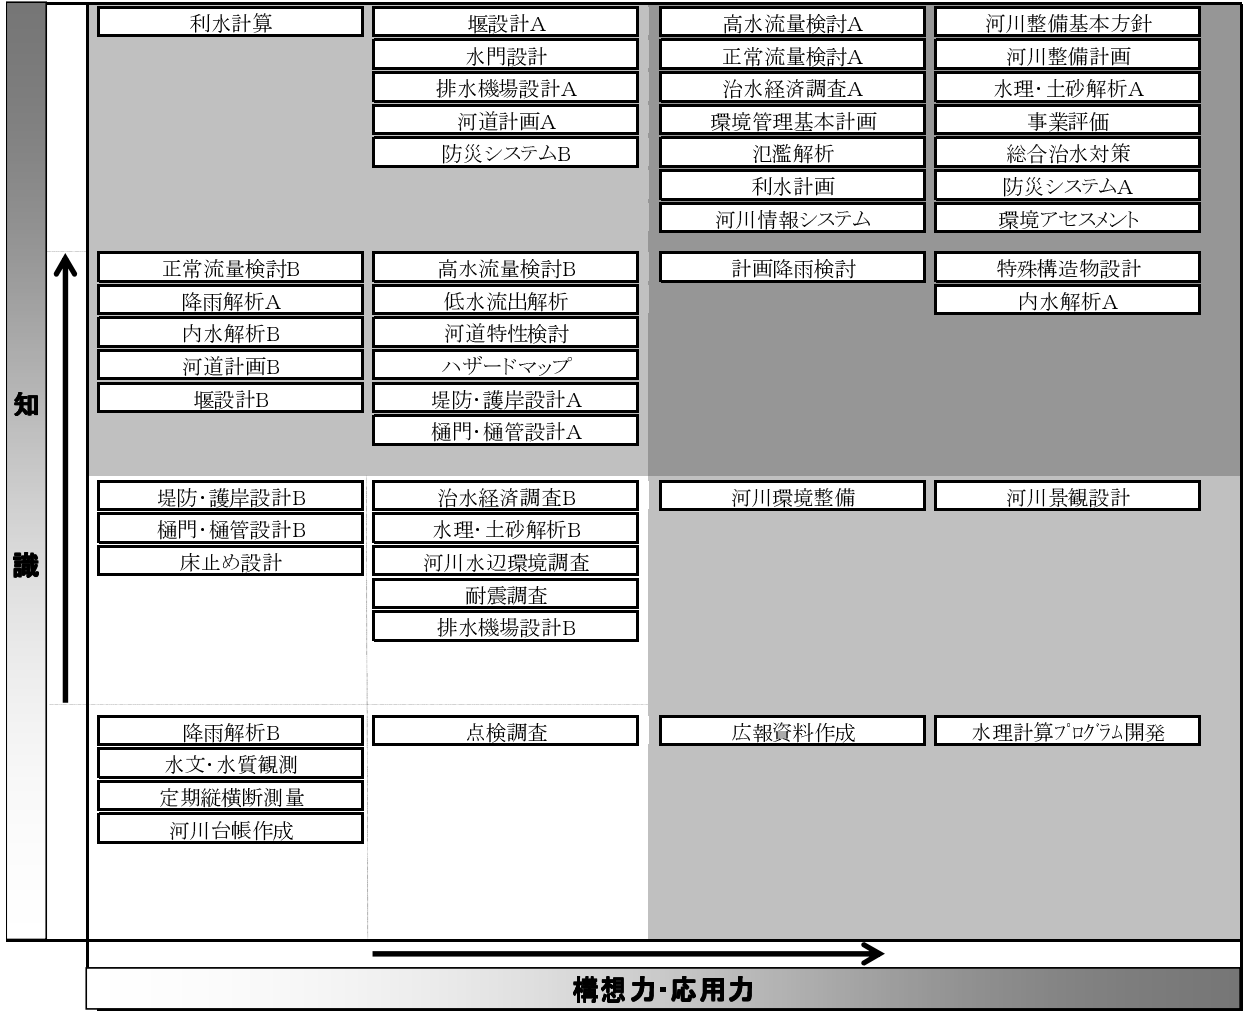 利水計算
堰設計A
高水流量検討A
河川整備基本方針
水門設計
正常流量検討A
河川整備計画
排水機場設計A
治水経済調査A
水理・土砂解析A
河道計画A
環境管理基本計画
事業評価
防災システムB
氾濫解析
総合治水対策
利水計画
防災システムA
河川情報システム
環境アセスメント
正常流量検討B
高水流量検討B
計画降雨検討
特殊構造物設計
降雨解析A
低水流出解析
内水解析A
内水解析B
河道特性検討
河道計画B
ハザードマップ
堰設計B
堤防・護岸設計A
樋門・樋管設計A
堤防・護岸設計B
治水経済調査B
河川環境整備
河川景観設計
樋門・樋管設計B
水理・土砂解析B
床止め設計
河川水辺環境調査
耐震調査
排水機場設計B
降雨解析B
点検調査
広報資料作成
水理計算プログラム開発
水文・水質観測
定期縦横断測量
河川台帳作成
知識
構想力・応用力